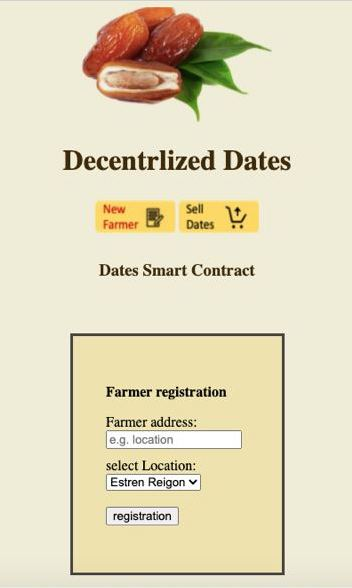 Decentrlized Dates
New
Farmer
Sell
Dates
Dates Smart Contract
Farmer registration
Farmer address:
e.g. location
select Location:
Estren Reigon
registration